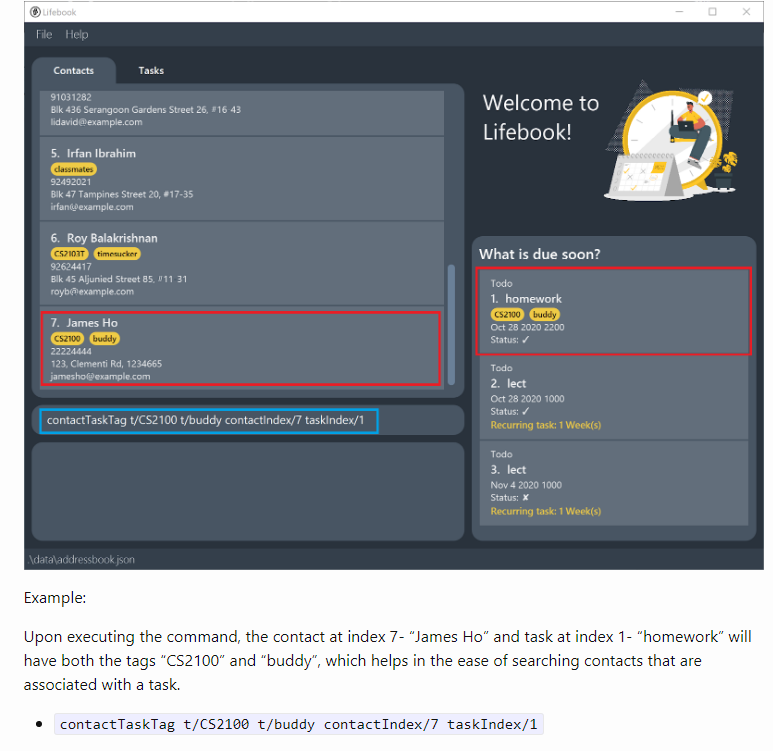 Lifebook
File Help
Contacts Tasks
91031282
Blk 436 Serangoon Gardens Street 26, #16-43
lidavid@example.com
5. Irfan Ibrahim
classmates
92492021
Blk 47 Tampines Street 20, #17-35
irfan@example.com
6. Roy Balakrishnan
CS2103T timesucker
92624417
Blk 45 Aljunied Street 85, #11-31
royb@example.com
7. James Ho
CS2100 buddy
22224444
123, Clementi Rd, 1234665
jamesho@example.com
contactTaskTag t/CS2100 t/buddy contactIndex/7 taskIndex/1
Welcome to
Lifebook!
What is due soon?
Todo
1. homework
CS2100 buddy
Oct 28 2020 2200
Status: ✓
Todo
2. lect
Oct 28 2020 1000
Status: ✓
Recurring task: 1 Week(s)
Todo
3. lect
Nov 4 2020 1000
Status: ✘
Recurring task: 1 Week(s)
.\data\addressbook.json
Example:
Upon executing the command, the contact at index 7- “James Ho” and task at index 1- “homework” will
have both the tags “CS2100” and “buddy”, which helps in the ease of searching contacts that are
associated with a task.
• contactTaskTag t/CS2100 t/buddy contactIndex/7 taskIndex/1